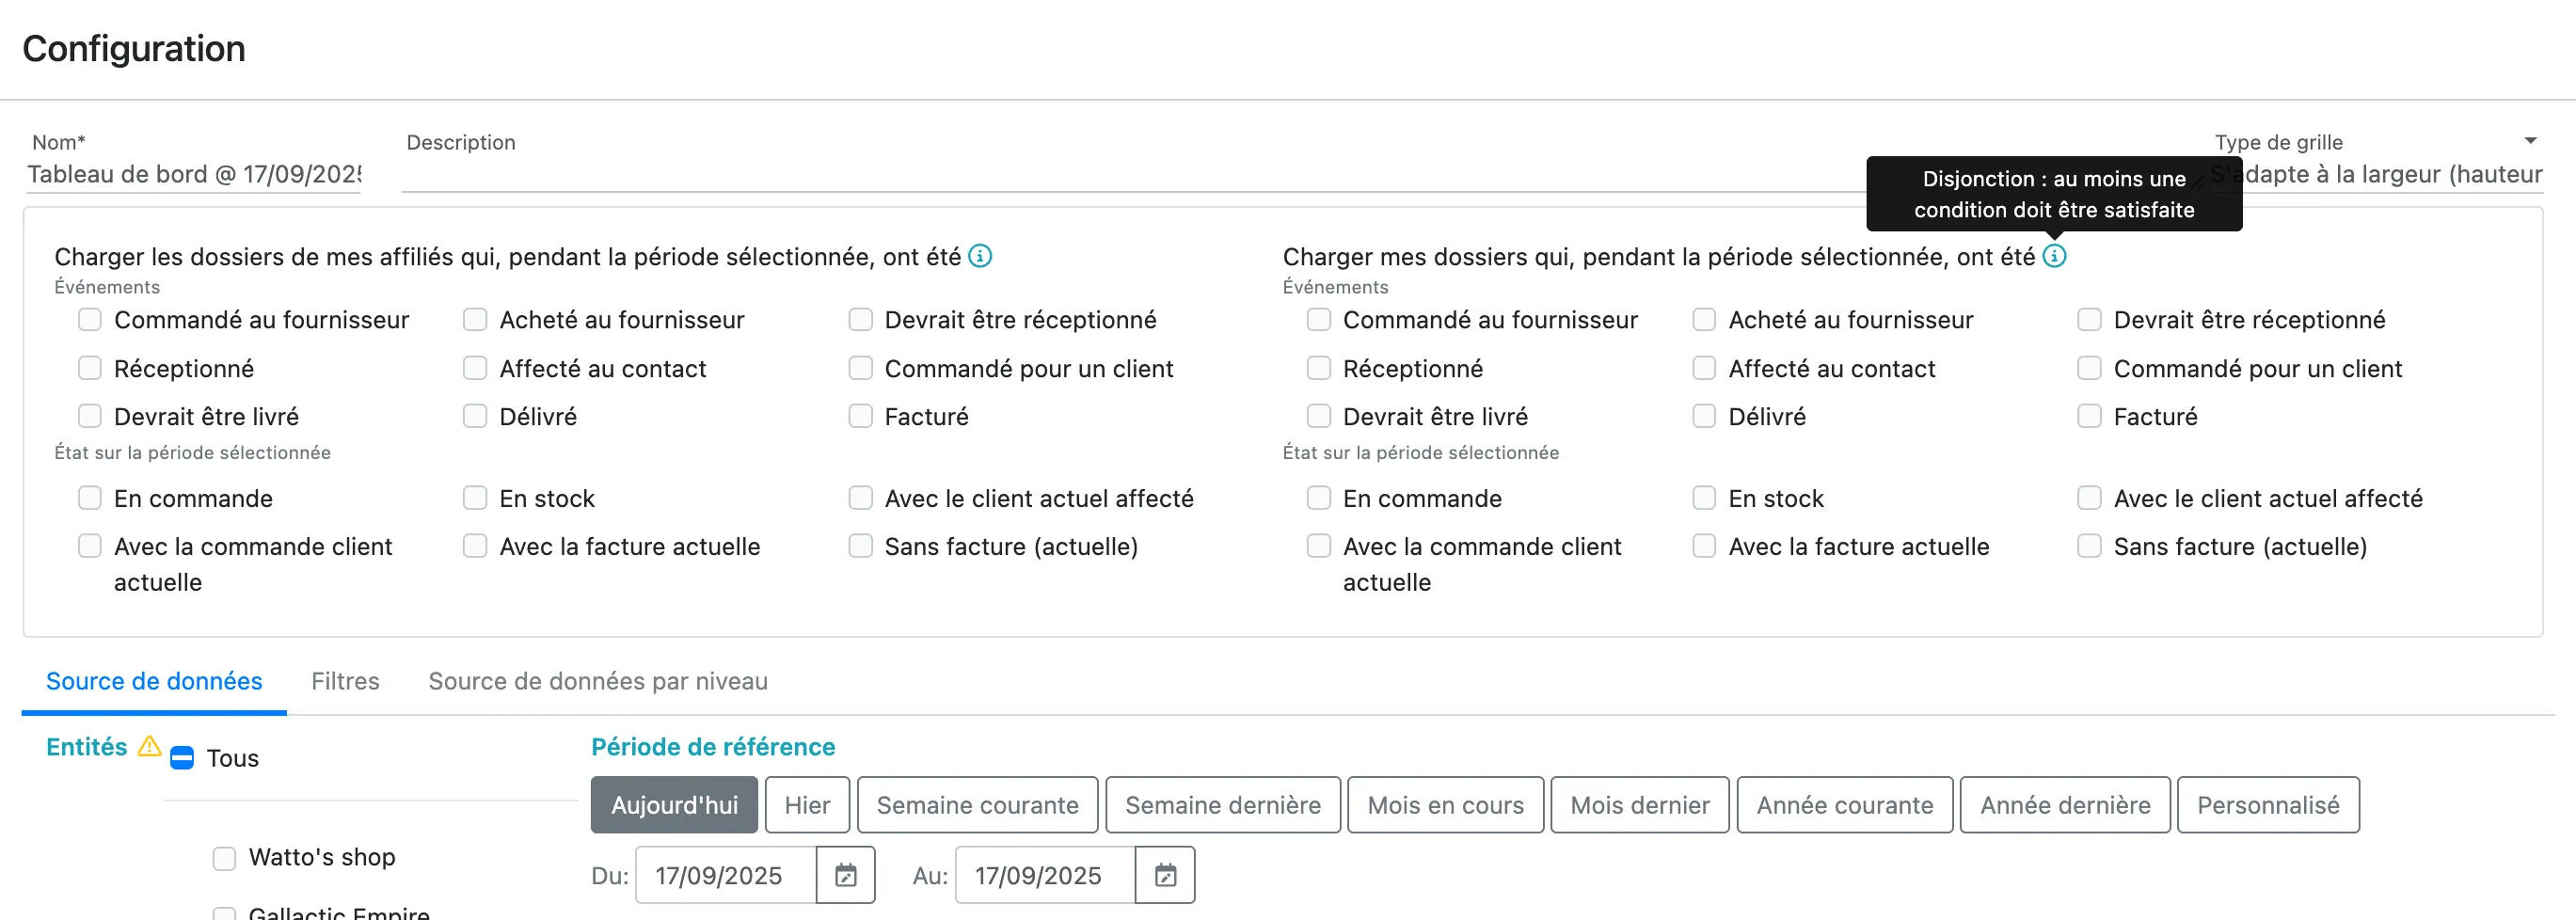 Configuration
Nom*
Description
Type de grille
Tableau de bord @ 17/09/2025
S'adapte à la largeur (hauteur
Disjonction : au moins une
condition doit être satisfaite
Charger les dossiers de mes affiliés qui, pendant la période sélectionnée, ont été
Événements
Commandé au fournisseur
Acheté au fournisseur
Devrait être réceptionné
Réceptionné
Affecté au contact
Commandé pour un client
Devrait être livré
Délivré
Facturé
État sur la période sélectionnée
En commande
En stock
Avec le client actuel affecté
Avec la commande client
actuelle
Avec la facture actuelle
Sans facture (actuelle)
Charger mes dossiers qui, pendant la période sélectionnée, ont été
Événements
Commandé au fournisseur
Acheté au fournisseur
Devrait être réceptionné
Réceptionné
Affecté au contact
Commandé pour un client
Devrait être livré
Délivré
Facturé
État sur la période sélectionnée
En commande
En stock
Avec le client actuel affecté
Avec la commande client
actuelle
Avec la facture actuelle
Sans facture (actuelle)
Source de données
Filtres
Source de données par niveau
Entités
Tous
Watto's shop
Gallactic Empire
Période de référence
Aujourd'hui
Hier
Semaine courante
Semaine dernière
Mois en cours
Mois dernier
Année courante
Année dernière
Personnalisé
Du: 17/09/2025
Au: 17/09/2025